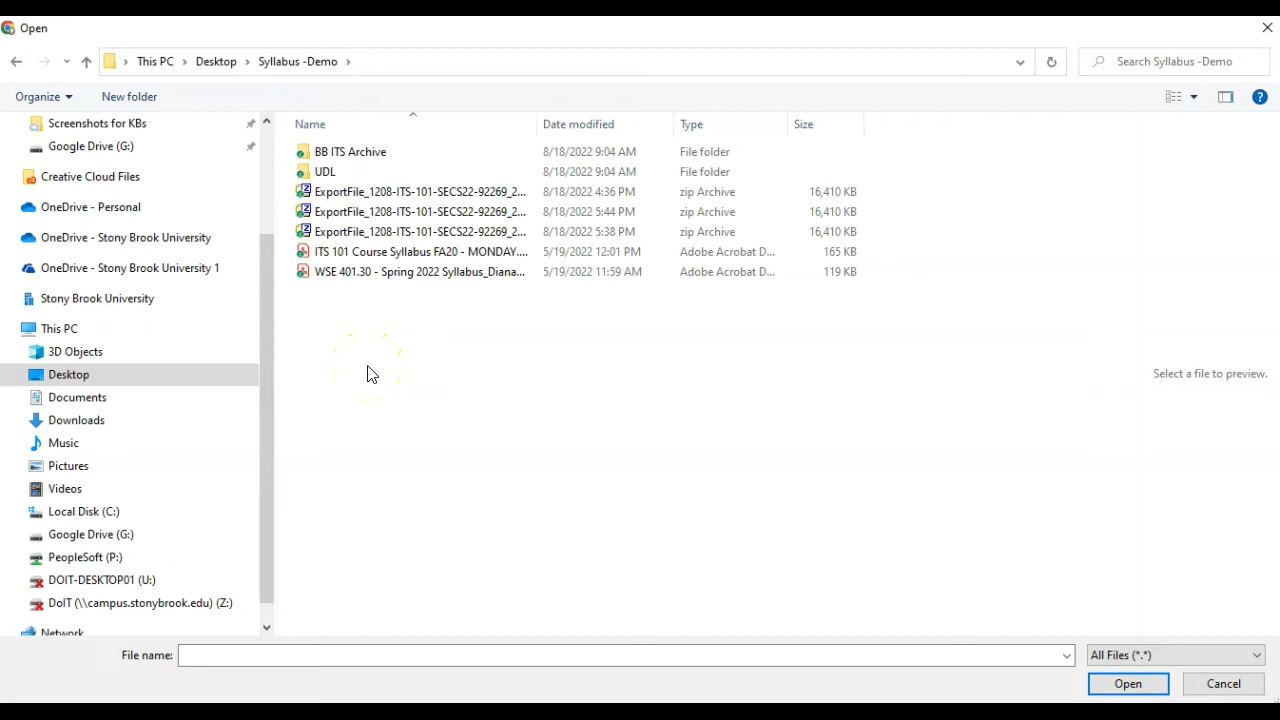 Open
This PC > Desktop > Syllabus -Demo >
Search Syllabus -Demo
Organize
New folder
Screenshots for KBs
Google Drive (G:)
Creative Cloud Files
OneDrive - Personal
OneDrive - Stony Brook University
OneDrive - Stony Brook University 1
Stony Brook University
This PC
3D Objects
Desktop
Documents
Downloads
Music
Pictures
Videos
Local Disk (C:)
Google Drive (G:)
PeopleSoft (P:)
DOIT-DESKTOP01 (U:)
DoIT (\\campus.stonybrook.edu) (Z:)
Network
Name Date modified Type Size
BB ITS Archive 8/18/2022 9:04 AM File folder
UDL 8/18/2022 9:04 AM File folder
ExportFile_1208-ITS-101-SECS22-92269_2... 8/18/2022 4:36 PM zip Archive 16,410 KB
ExportFile_1208-ITS-101-SECS22-92269_2... 8/18/2022 5:44 PM zip Archive 16,410 KB
ExportFile_1208-ITS-101-SECS22-92269_2... 8/18/2022 5:38 PM zip Archive 16,410 KB
ITS 101 Course Syllabus FA20 - MONDAY.... 5/19/2022 12:01 PM Adobe Acrobat D... 165 KB
WSE 401.30 - Spring 2022 Syllabus_Diana... 5/19/2022 11:59 AM Adobe Acrobat D... 119 KB
Select a file to preview.
File name:
All Files (*.*)
Open
Cancel